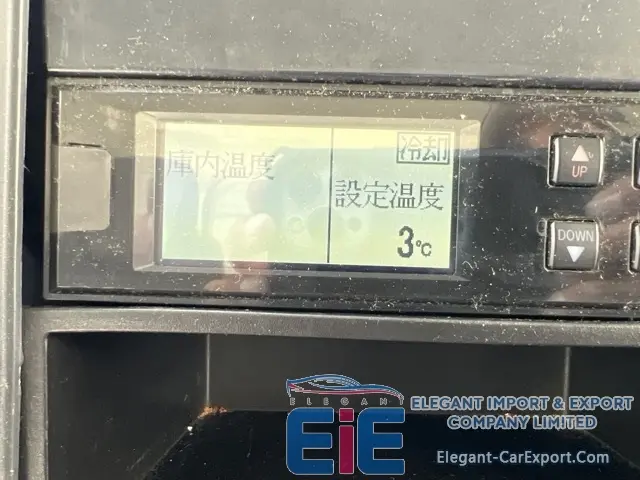 庫内温度
冷却
設定温度
3℃
UP
DOWN
ELEGANT
EiE
ELEGANT IMPORT & EXPORT
COMPANY LIMITED
Elegant-CarExport.Com